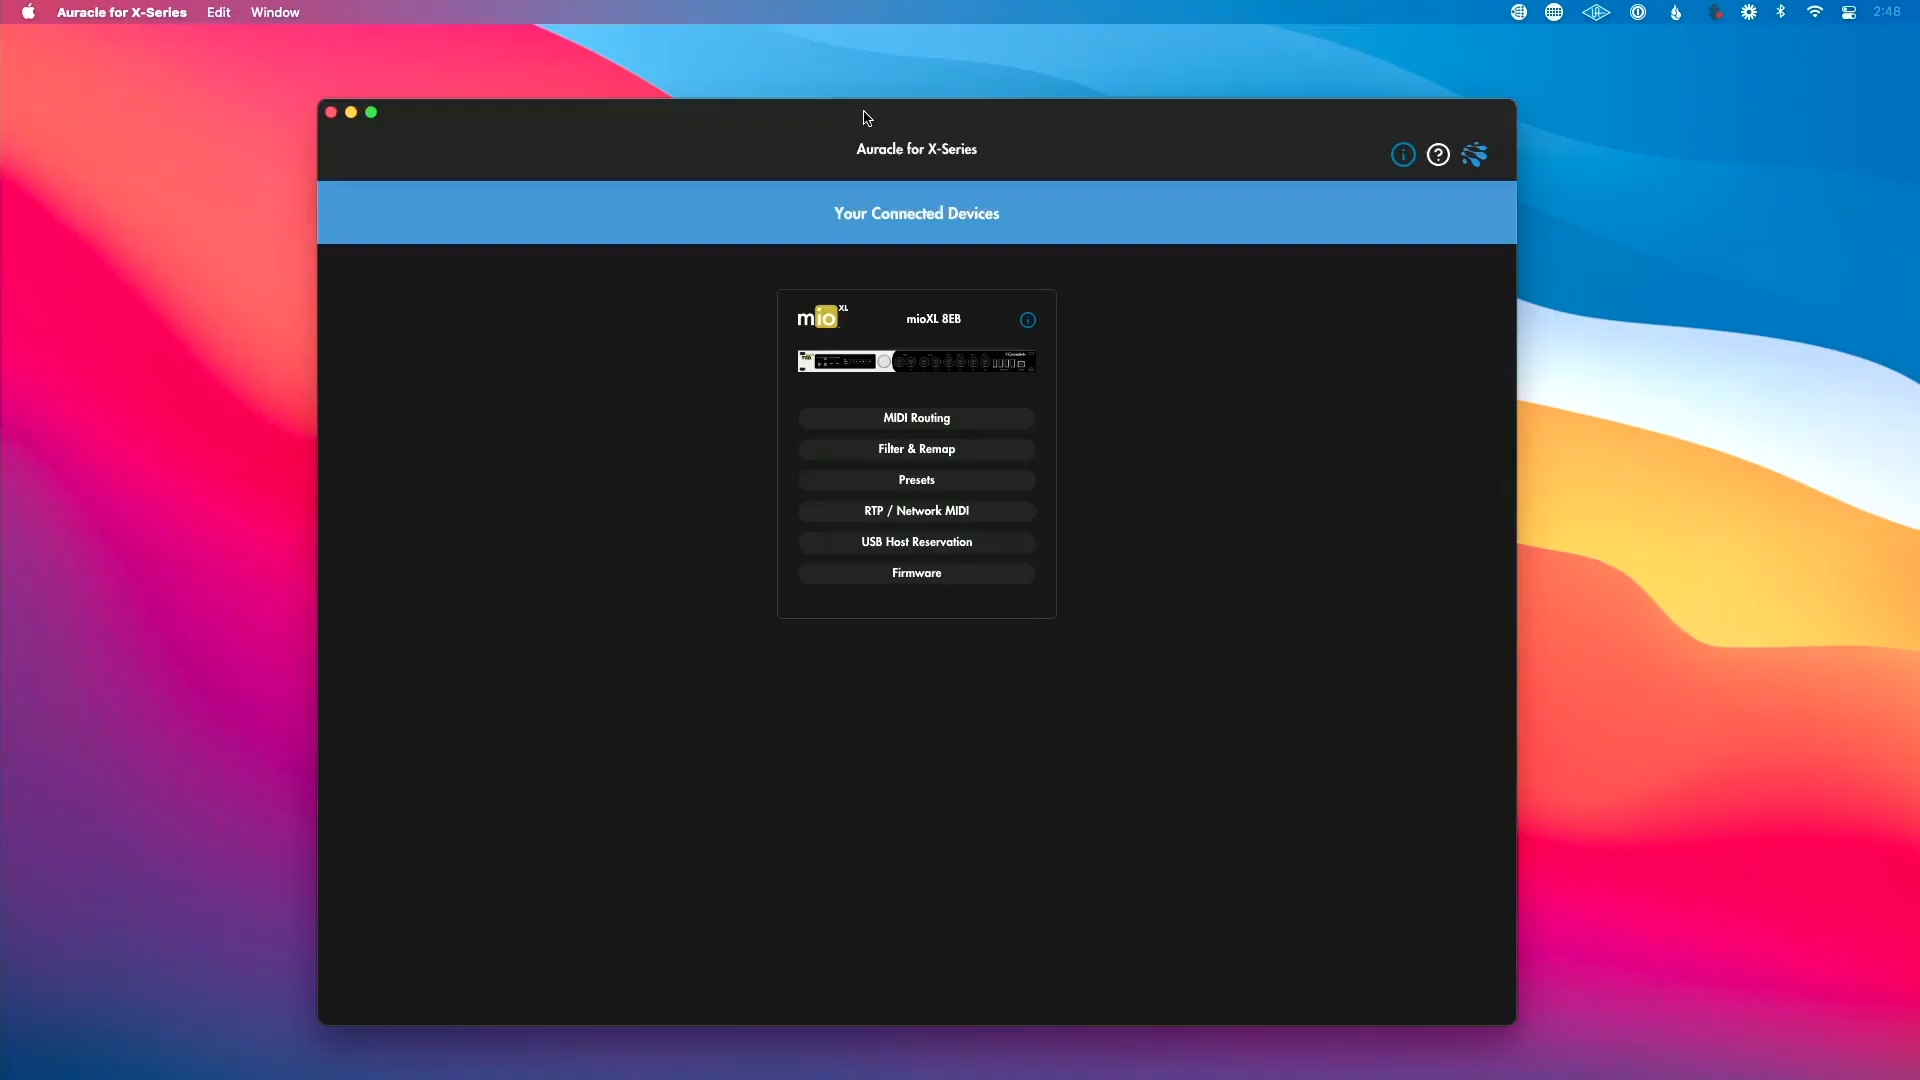 Auracle for X-Series Edit Window 2:48
Auracle for X-Series
Your Connected Devices
mio XL mioXL 8EB
MIDI Routing
Filter & Remap
Presets
RTP / Network MIDI
USB Host Reservation
Firmware